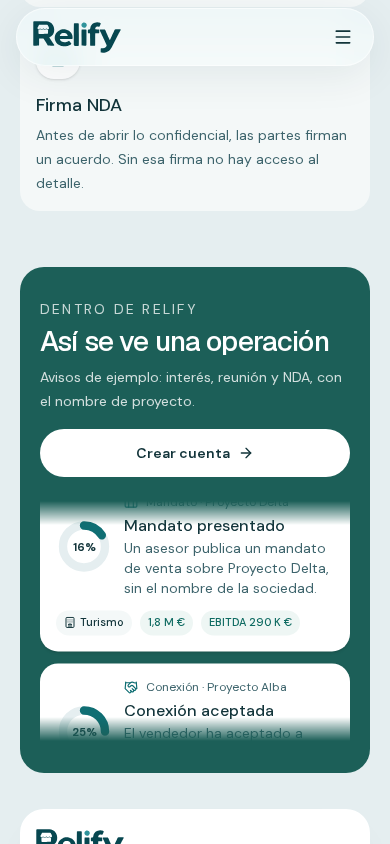 Relify
Firma NDA
Antes de abrir lo confidencial, las partes firman
un acuerdo. Sin esa firma no hay acceso al
detalle.
DENTRO DE RELIFY
Así se ve una operación
Avisos de ejemplo: interés, reunión y NDA, con
el nombre de proyecto.
Crear cuenta →
Mandato · Proyecto Delta
Mandato presentado
16%
Un asesor publica un mandato
de venta sobre Proyecto Delta,
sin el nombre de la sociedad.
Turismo 1,8 M € EBITDA 290 K €
Conexión · Proyecto Alba
Conexión aceptada
25%
El vendedor ha aceptado a
Relify